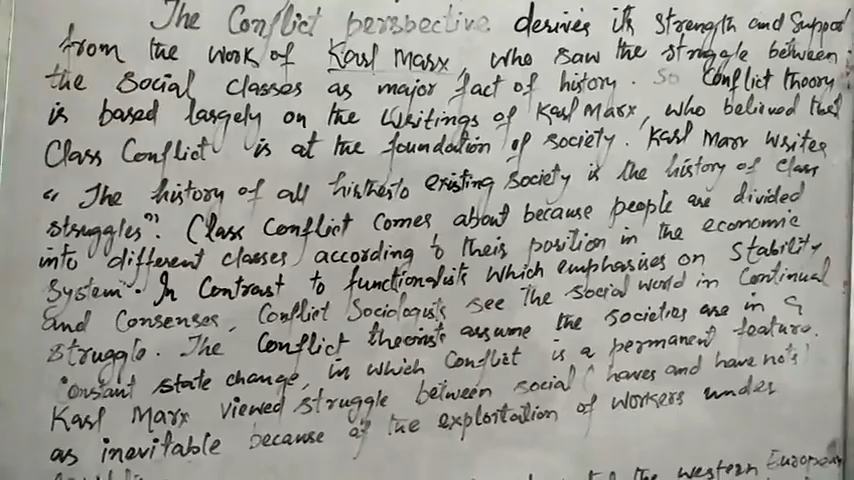 The Conflict perspective derives its strength and Support
from the work of Karl Marx, who saw the struggle between
the social classes as major fact of history. So Conflict theory
is based largely on the writings of Karl Marx, who believed that
Class Conflict is at the foundation of society. Karl Marx writes
" The history of all hitherto existing society is the history of class
struggles". Class Conflict comes about because people are divided
into different classes according to their position in the economic
system. In Contrast to functionalists which emphasises on Stability
and Consenses, Conflict Sociologists see the social world in Continual
struggle. The Conflict theorists assume the societies are in a
Constant state change, in which Conflict is a permanent feature.
Karl Marx viewed struggle between social (haves and have nots)
as inevitable because of the exploitation of workers under
the western European